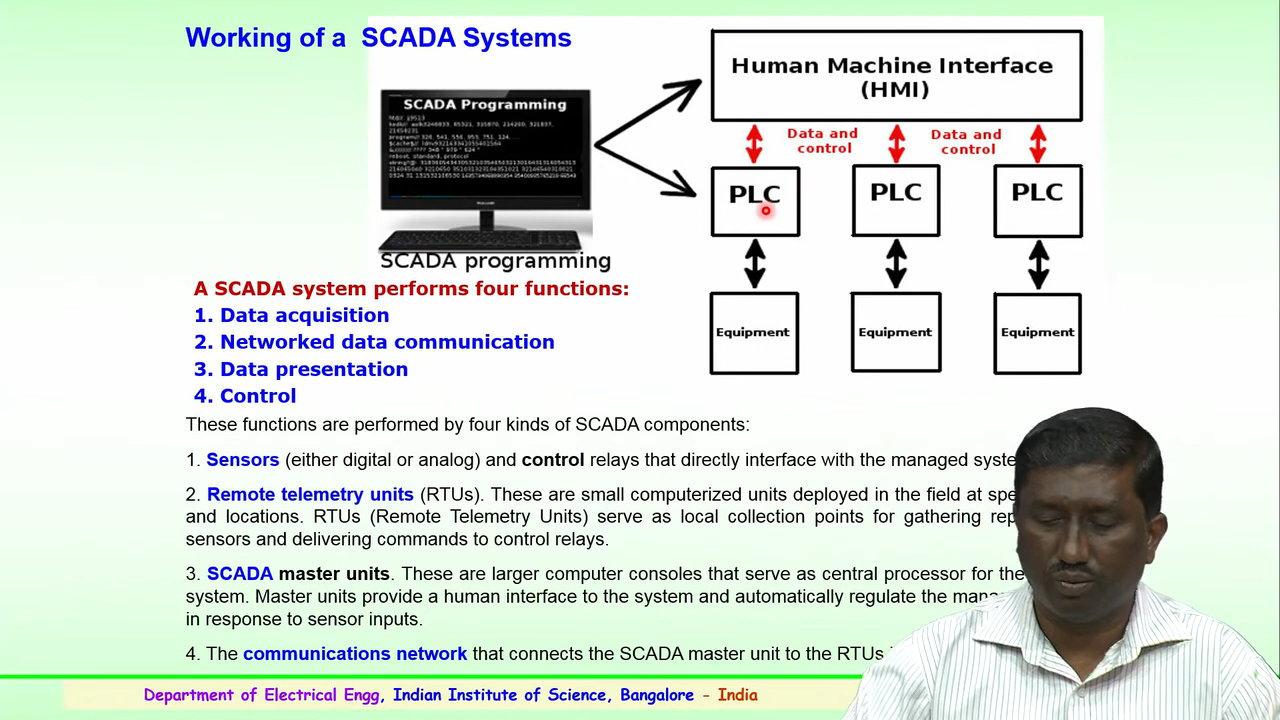 Working of a SCADA Systems
SCADA Programming
SCADA programming
Human Machine Interface
(HMI)
Data and
control
Data and
control
PLC
PLC
PLC
Equipment
Equipment
Equipment
A SCADA system performs four functions:
1. Data acquisition
2. Networked data communication
3. Data presentation
4. Control
These functions are performed by four kinds of SCADA components:
1. Sensors (either digital or analog) and control relays that directly interface with the managed
2. Remote telemetry units (RTUs). These are small computerized units deployed in the field at
and locations. RTUs (Remote Telemetry Units) serve as local collection points for gathering
sensors and delivering commands to control relays.
3. SCADA master units. These are larger computer consoles that serve as central processor for the
system. Master units provide a human interface to the system and automatically regulate the
in response to sensor inputs.
4. The communications network that connects the SCADA master unit to the RTUs
Department of Electrical Engg, Indian Institute of Science, Bangalore - India